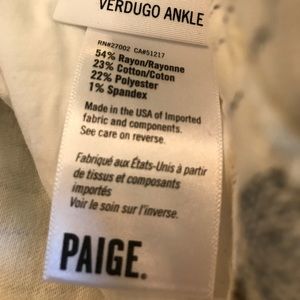 VERDUGO ANKLE
RN#27002 CA#51217
54% Rayon/Rayonne
23% Cotton/Coton
22% Polyester
1% Spandex
Made in the USA of Imported
fabric and components.
See care on reverse.
Fabriqué aux États-Unis à partir
de tissus et composants
importés
Voir le soin sur l'inverse.
PAIGE.